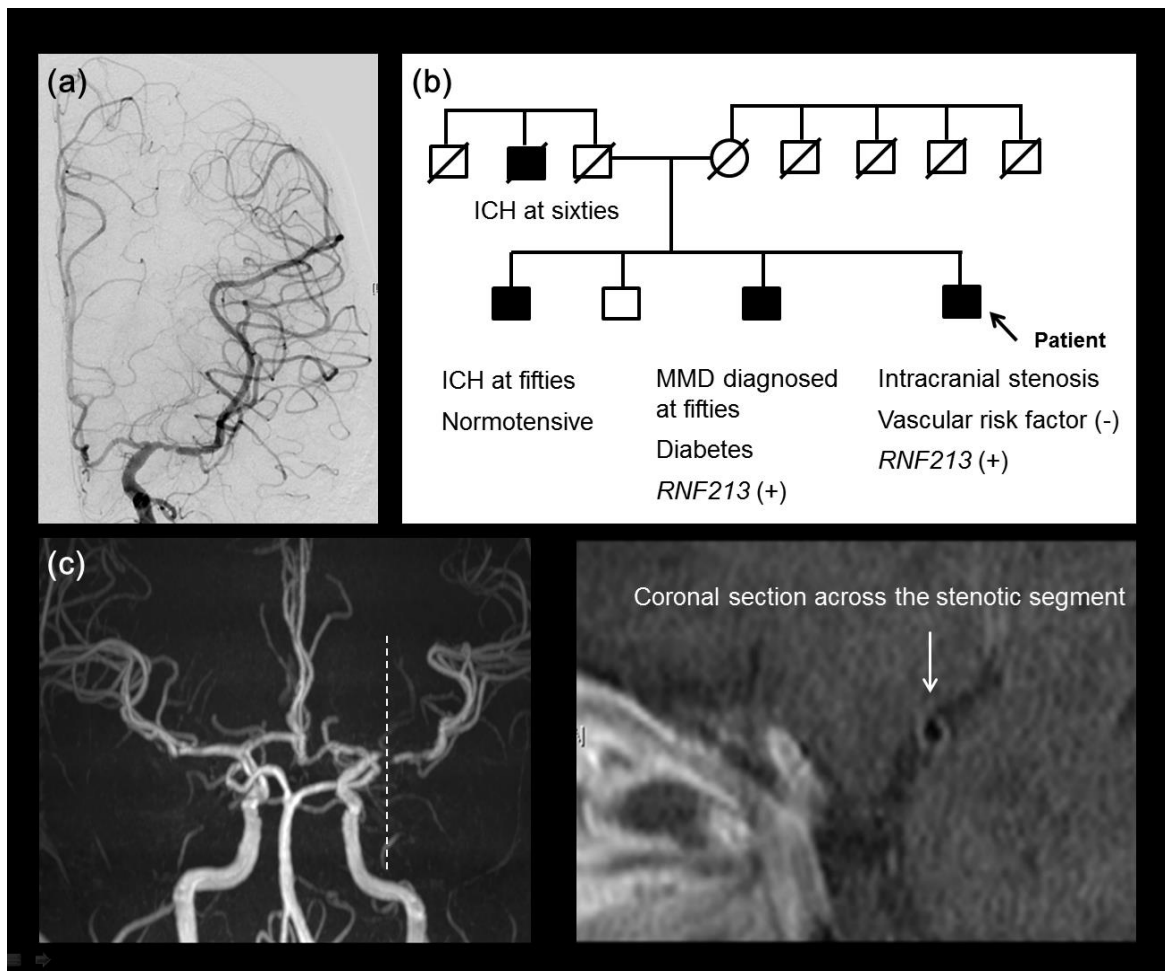 (a)
(b)
ICH at sixties
Patient
ICH at fifties
Normotensive
MMD diagnosed
at fifties
Diabetes
RNF213 (+)
Intracranial stenosis
Vascular risk factor (-)
RNF213 (+)
(c)
Coronal section across the stenotic segment